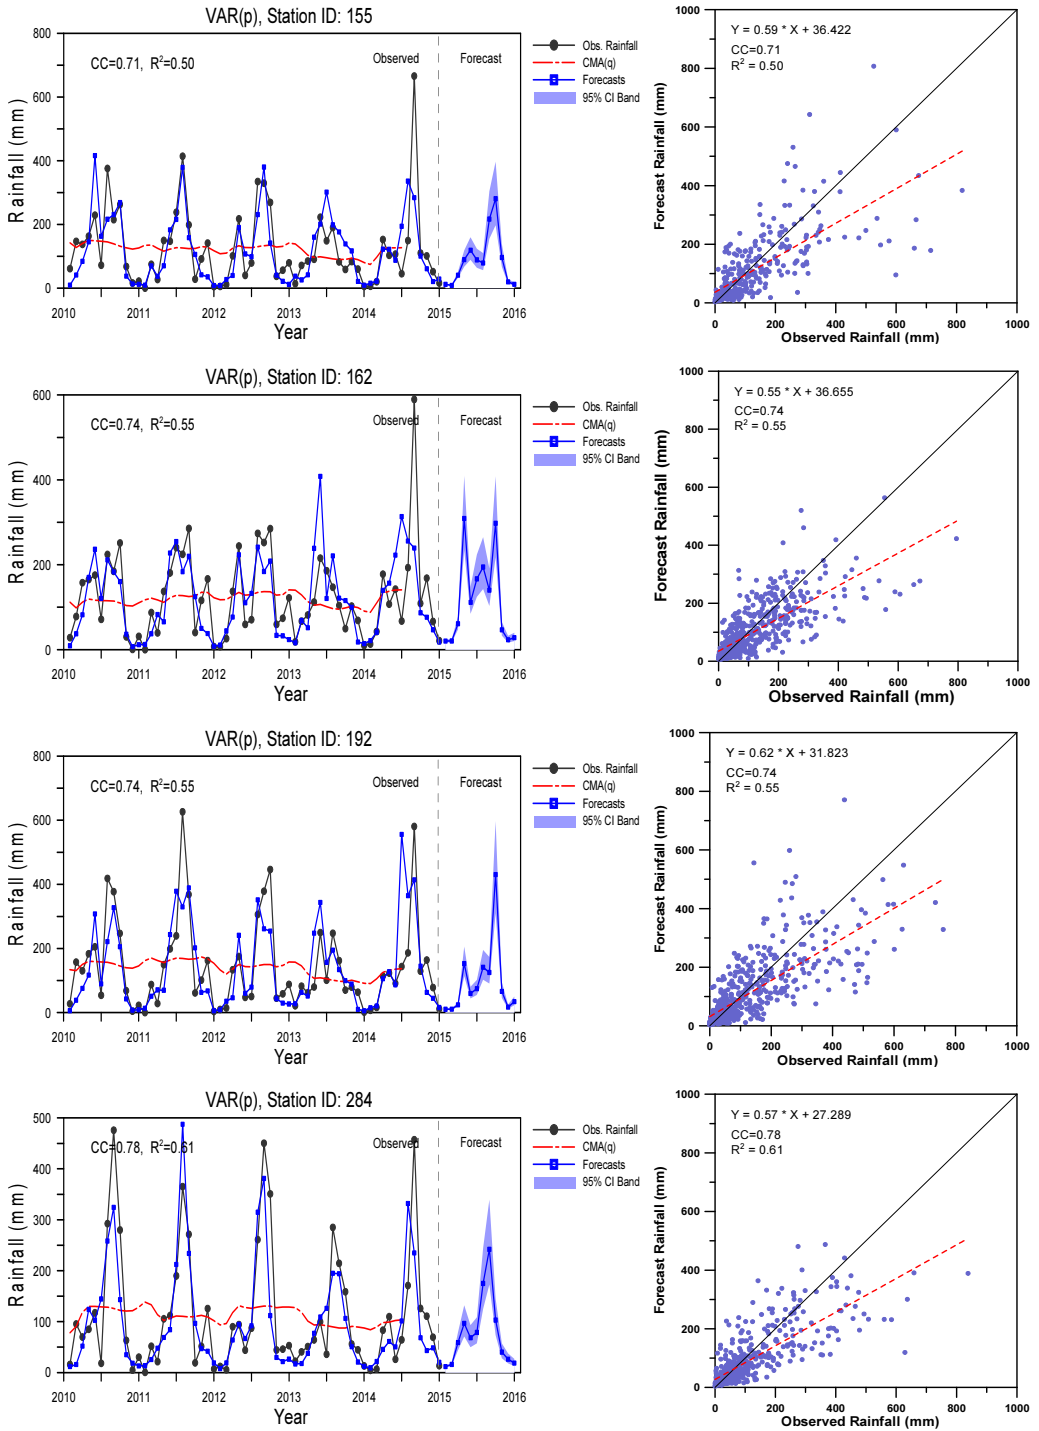 VAR(p), Station ID: 155
CC=0.71, R²=0.50
Observed
Forecast
Obs. Rainfall
CMA(q)
Forecasts
95% CI Band
800
600
400
200
0
Rainfall (mm)
2010 2011 2012 2013 2014 2015 2016
Year
Y = 0.59 * X + 36.422
CC=0.71
R² = 0.50
1000
800
600
400
200
0
Forecast Rainfall (mm)
0 200 400 600 800 1000
Observed Rainfall (mm)
VAR(p), Station ID: 162
CC=0.74, R²=0.55
Observed
Forecast
Obs. Rainfall
CMA(q)
Forecasts
95% CI Band
600
500
400
300
200
100
0
Rainfall (mm)
2010 2011 2012 2013 2014 2015 2016
Year
Y = 0.55 * X + 36.655
CC=0.74
R² = 0.55
1000
800
600
400
200
0
Forecast Rainfall (mm)
0 200 400 600 800 1000
Observed Rainfall (mm)
VAR(p), Station ID: 192
CC=0.74, R²=0.55
Observed
Forecast
Obs. Rainfall
CMA(q)
Forecasts
95% CI Band
800
600
400
200
0
Rainfall (mm)
2010 2011 2012 2013 2014 2015 2016
Year
Y = 0.62 * X + 31.823
CC=0.74
R² = 0.55
1000
800
600
400
200
0
Forecast Rainfall (mm)
0 200 400 600 800 1000
Observed Rainfall (mm)
VAR(p), Station ID: 284
CC=0.78, R²=0.61
Observed
Forecast
Obs. Rainfall
CMA(q)
Forecasts
95% CI Band
500
450
400
350
300
250
200
150
100
50
0
Rainfall (mm)
2010 2011 2012 2013 2014 2015 2016
Year
Y = 0.57 * X + 27.289
CC=0.78
R² = 0.61
1000
800
600
400
200
0
Forecast Rainfall (mm)
0 200 400 600 800 1000
Observed Rainfall (mm)